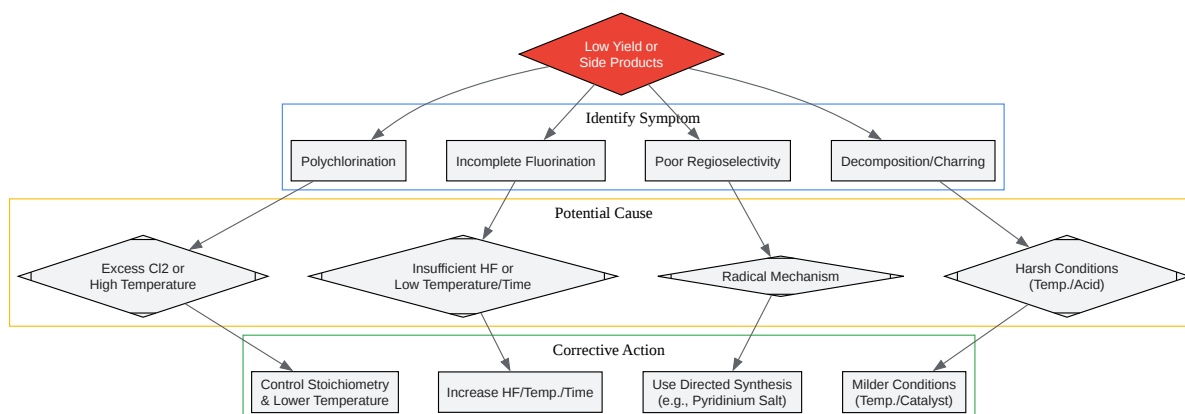 Low Yield or
Side Products
Identify Symptom
Polychlorination
Incomplete Fluorination
Poor Regioselectivity
Decomposition/Charring
Potential Cause
Excess Cl2 or
High Temperature
Insufficient HF or
Low Temperature/Time
Radical Mechanism
Harsh Conditions
(Temp./Acid)
Corrective Action
Control Stoichiometry
& Lower Temperature
Increase HF/Temp./Time
Use Directed Synthesis
(e.g., Pyridinium Salt)
Milder Conditions
(Temp./Catalyst)